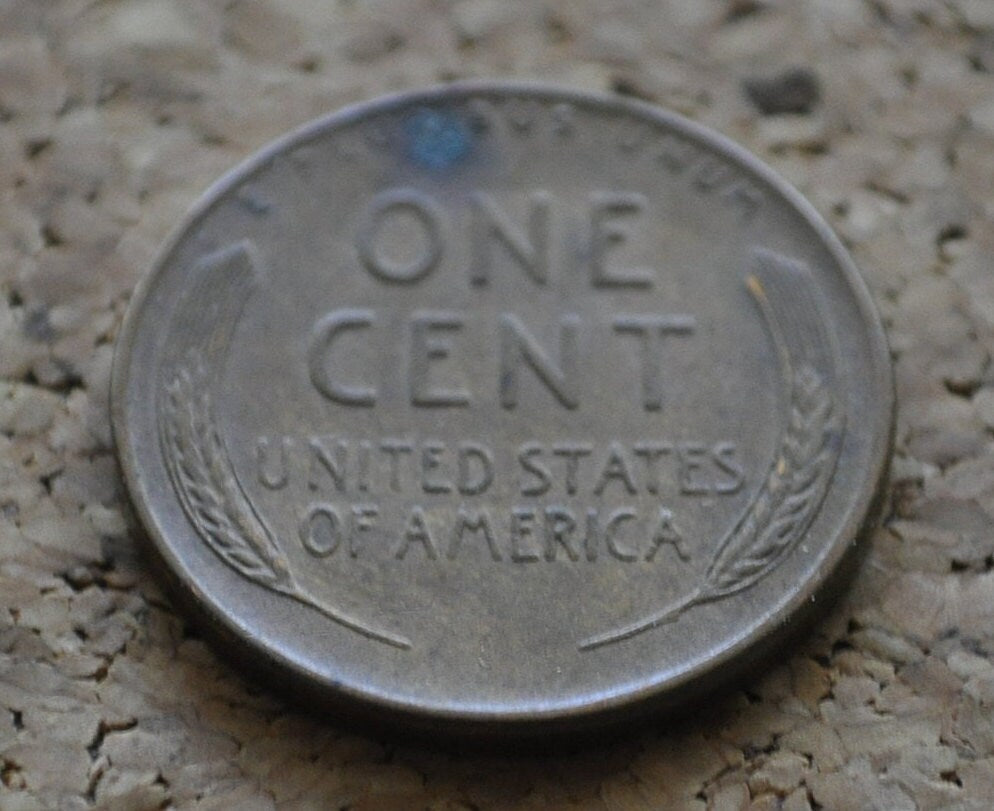 ONE
CENT
UNITED STATES
OF AMERICA